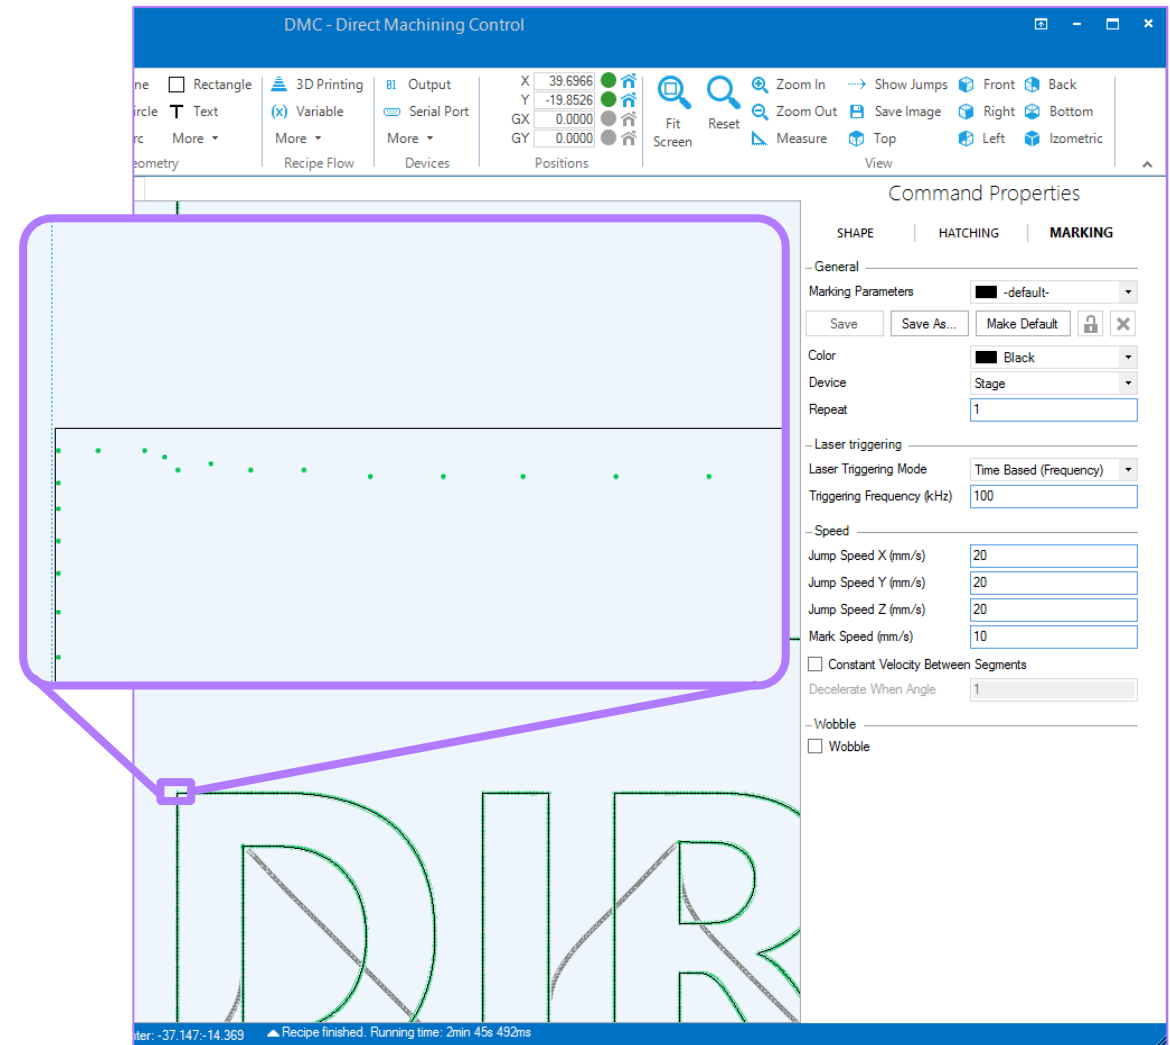 DMC - Direct Machining Control
ne Rectangle 3D Printing 01 Output X 39.6966 Zoom In Show Jumps Front Back
ircle T Text (x) Variable Serial Port Y -19.8526 Fit Screen Reset Zoom Out Save Image Right Bottom
rc More More More GX 0.0000 Measure Top Left Izometric
GY 0.0000
eometry Recipe Flow Devices Positions View
Command Properties
SHAPE HATCHING MARKING
General
Marking Parameters -default-
Save Save As... Make Default
Color Black
Device Stage
Repeat 1
Laser triggering
Laser Triggering Mode Time Based (Frequency)
Triggering Frequency (kHz) 100
Speed
Jump Speed X (mm/s) 20
Jump Speed Y (mm/s) 20
Jump Speed Z (mm/s) 20
Mark Speed (mm/s) 10
Constant Velocity Between Segments
Decelerate When Angle 1
Wobble
Wobble
DIR
nter: -37.147:-14.369 Recipe finished. Running time: 2min 45s 492ms